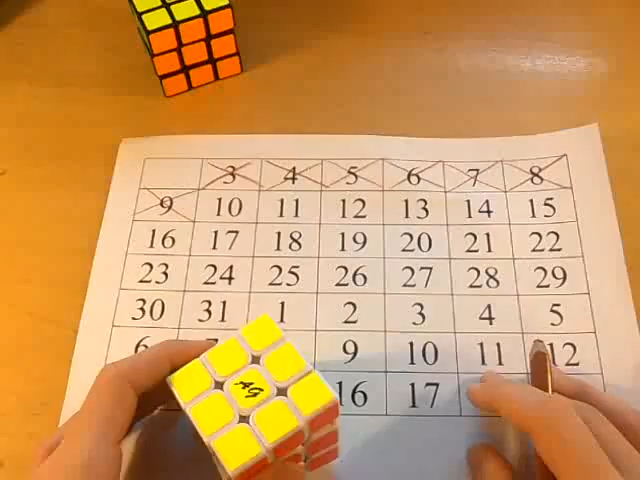 3 4 5 6 7 8
9 10 11 12 13 14 15
16 17 18 19 20 21 22
23 24 25 26 27 28 29
30 31 1 2 3 4 5
6 9 10 11 12
16 17
AG